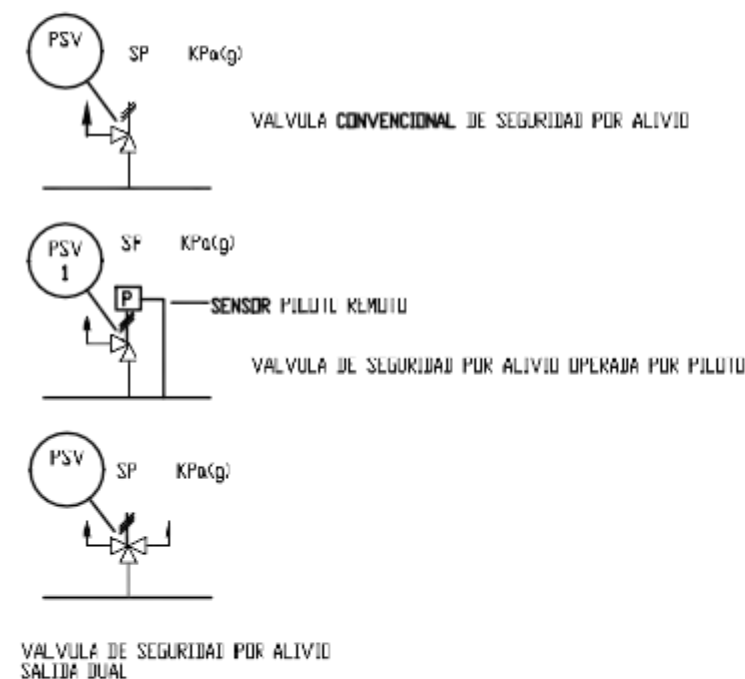 PSV
SP KPa(g)
VALVULA CONVENCIONAL DE SEGURIDAD POR ALIVIO
PSV
1
SP KPa(g)
P
SENSOR PILOTO REMOTO
VALVULA DE SEGURIDAD POR ALIVIO OPERADA POR PILOTO
PSV
SP KPa(g)
VALVULA DE SEGURIDAD POR ALIVIO
SALIDA DUAL